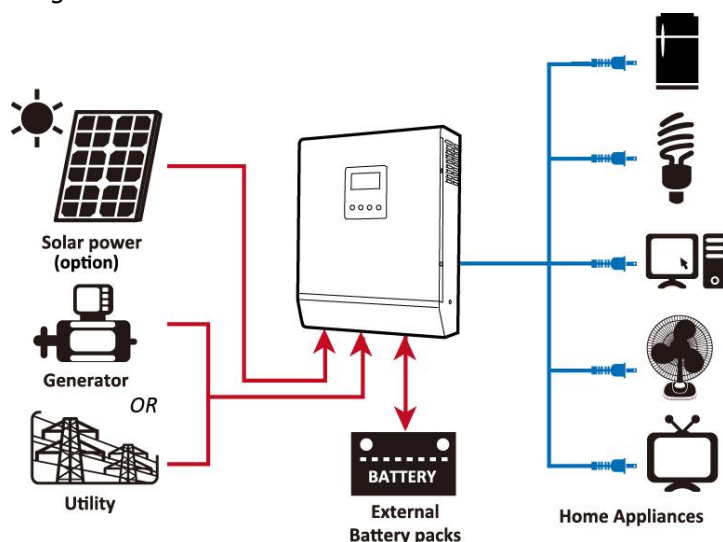 Solar power
(option)
Generator
OR
Utility
BATTERY
External
Battery packs
Home Appliances